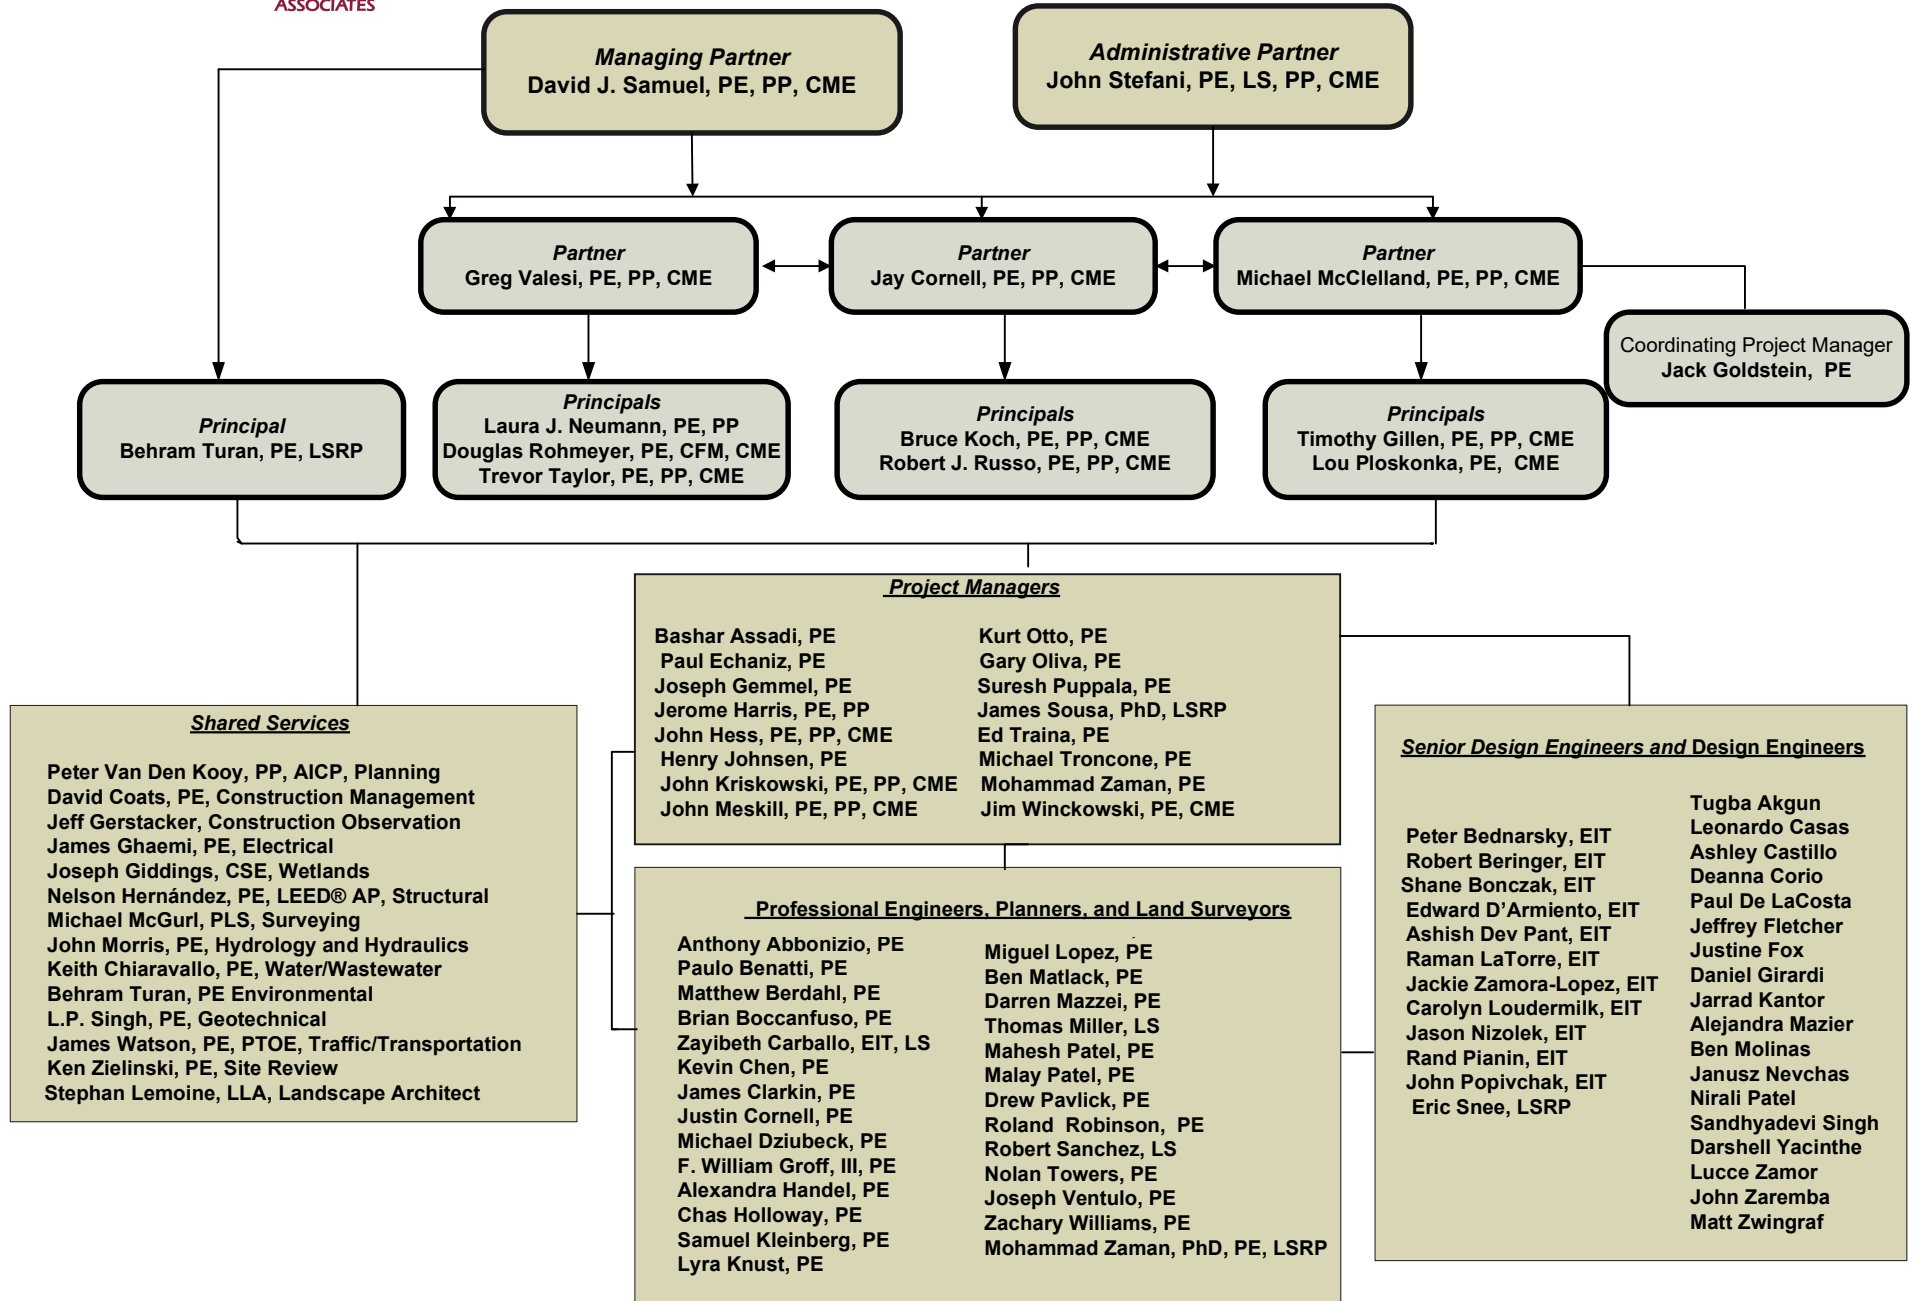 ASSOCIATES
Managing Partner
David J. Samuel, PE, PP, CME
Administrative Partner
John Stefani, PE, LS, PP, CME
Partner
Greg Valesi, PE, PP, CME
Partner
Jay Cornell, PE, PP, CME
Partner
Michael McClelland, PE, PP, CME
Coordinating Project Manager
Jack Goldstein, PE
Principal
Behram Turan, PE, LSRP
Principals
Laura J. Neumann, PE, PP
Douglas Rohmeyer, PE, CFM, CME
Trevor Taylor, PE, PP, CME
Principals
Bruce Koch, PE, PP, CME
Robert J. Russo, PE, PP, CME
Principals
Timothy Gillen, PE, PP, CME
Lou Ploskonka, PE, CME
Project Managers
Bashar Assadi, PE
Paul Echaniz, PE
Joseph Gemmel, PE
Jerome Harris, PE, PP
John Hess, PE, PP, CME
Henry Johnsen, PE
John Kriskowski, PE, PP, CME
John Meskill, PE, PP, CME
Kurt Otto, PE
Gary Oliva, PE
Suresh Puppala, PE
James Sousa, PhD, LSRP
Ed Traina, PE
Michael Troncone, PE
Mohammad Zaman, PE
Jim Winckowski, PE, CME
Shared Services
Peter Van Den Kooy, PP, AICP, Planning
David Coats, PE, Construction Management
Jeff Gerstacker, Construction Observation
James Ghaemi, PE, Electrical
Joseph Giddings, CSE, Wetlands
Nelson Hernández, PE, LEED® AP, Structural
Michael McGurl, PLS, Surveying
John Morris, PE, Hydrology and Hydraulics
Keith Chiaravallo, PE, Water/Wastewater
Behram Turan, PE Environmental
L.P. Singh, PE, Geotechnical
James Watson, PE, PTOE, Traffic/Transportation
Ken Zielinski, PE, Site Review
Stephan Lemoine, LLA, Landscape Architect
Professional Engineers, Planners, and Land Surveyors
Anthony Abbonizio, PE
Paulo Benatti, PE
Matthew Berdahl, PE
Brian Boccanfuso, PE
Zayibeth Carballo, EIT, LS
Kevin Chen, PE
James Clarkin, PE
Justin Cornell, PE
Michael Dziubeck, PE
F. William Groff, III, PE
Alexandra Handel, PE
Chas Holloway, PE
Samuel Kleinberg, PE
Lyra Knust, PE
Miguel Lopez, PE
Ben Matlack, PE
Darren Mazzei, PE
Thomas Miller, LS
Mahesh Patel, PE
Malay Patel, PE
Drew Pavlick, PE
Roland Robinson, PE
Robert Sanchez, LS
Nolan Towers, PE
Joseph Ventulo, PE
Zachary Williams, PE
Mohammad Zaman, PhD, PE, LSRP
Senior Design Engineers and Design Engineers
Peter Bednarsky, EIT
Robert Beringer, EIT
Shane Bonczak, EIT
Edward D’Armiento, EIT
Ashish Dev Pant, EIT
Raman LaTorre, EIT
Jackie Zamora-Lopez, EIT
Carolyn Loudermilk, EIT
Jason Nizolek, EIT
Rand Pianin, EIT
John Popivchak, EIT
Eric Snee, LSRP
Tugba Akgun
Leonardo Casas
Ashley Castillo
Deanna Corio
Paul De LaCosta
Jeffrey Fletcher
Justine Fox
Daniel Girardi
Jarrad Kantor
Alejandra Mazier
Ben Molinas
Janusz Nevchas
Nirali Patel
Sandhyadevi Singh
Darshell Yacinthe
Lucce Zamor
John Zaremba
Matt Zwingraf